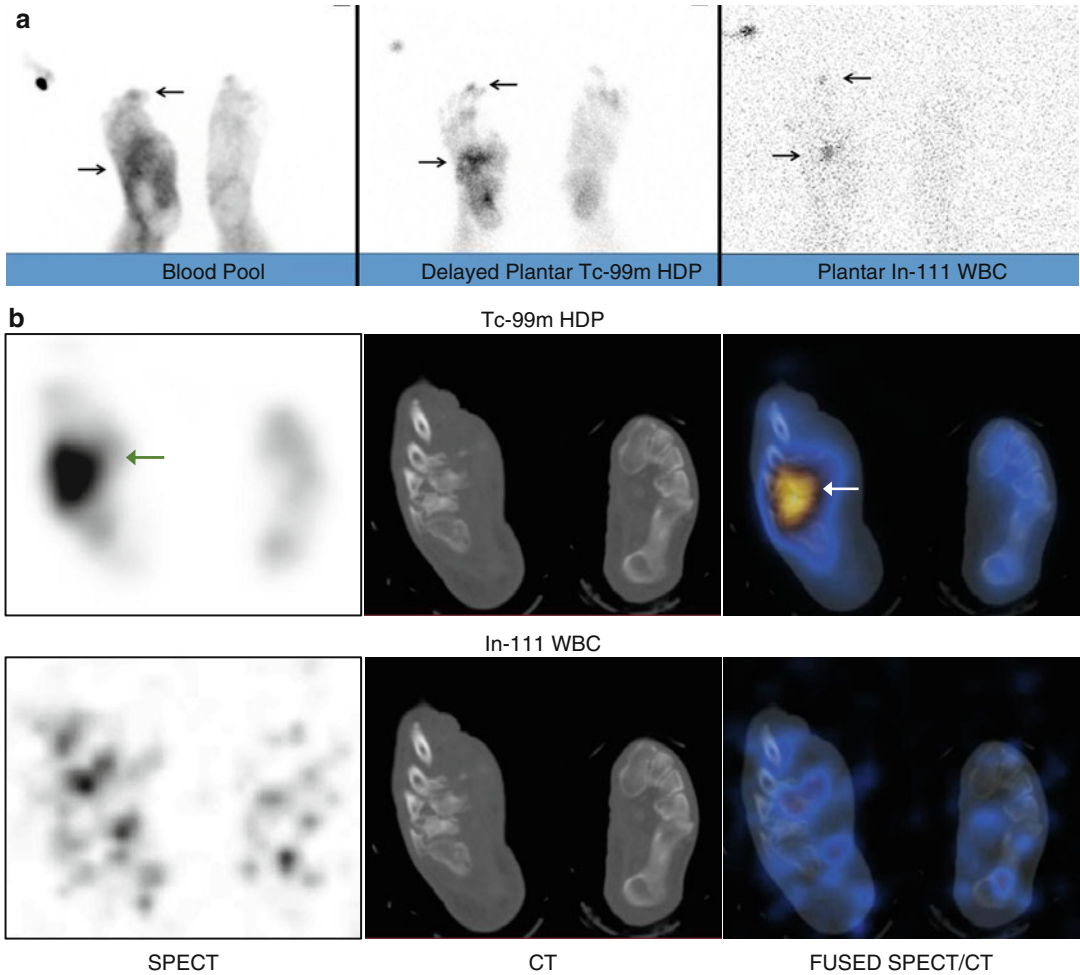 a
Blood Pool
Delayed Plantar Tc-99m HDP
Plantar In-111 WBC
b
Tc-99m HDP
In-111 WBC
SPECT
CT
FUSED SPECT/CT